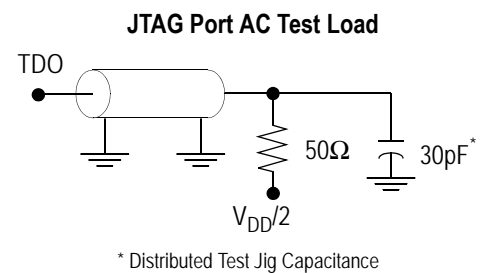 JTAG Port AC Test Load
TDO
50Ω
30pF*
VDD/2
* Distributed Test Jig Capacitance